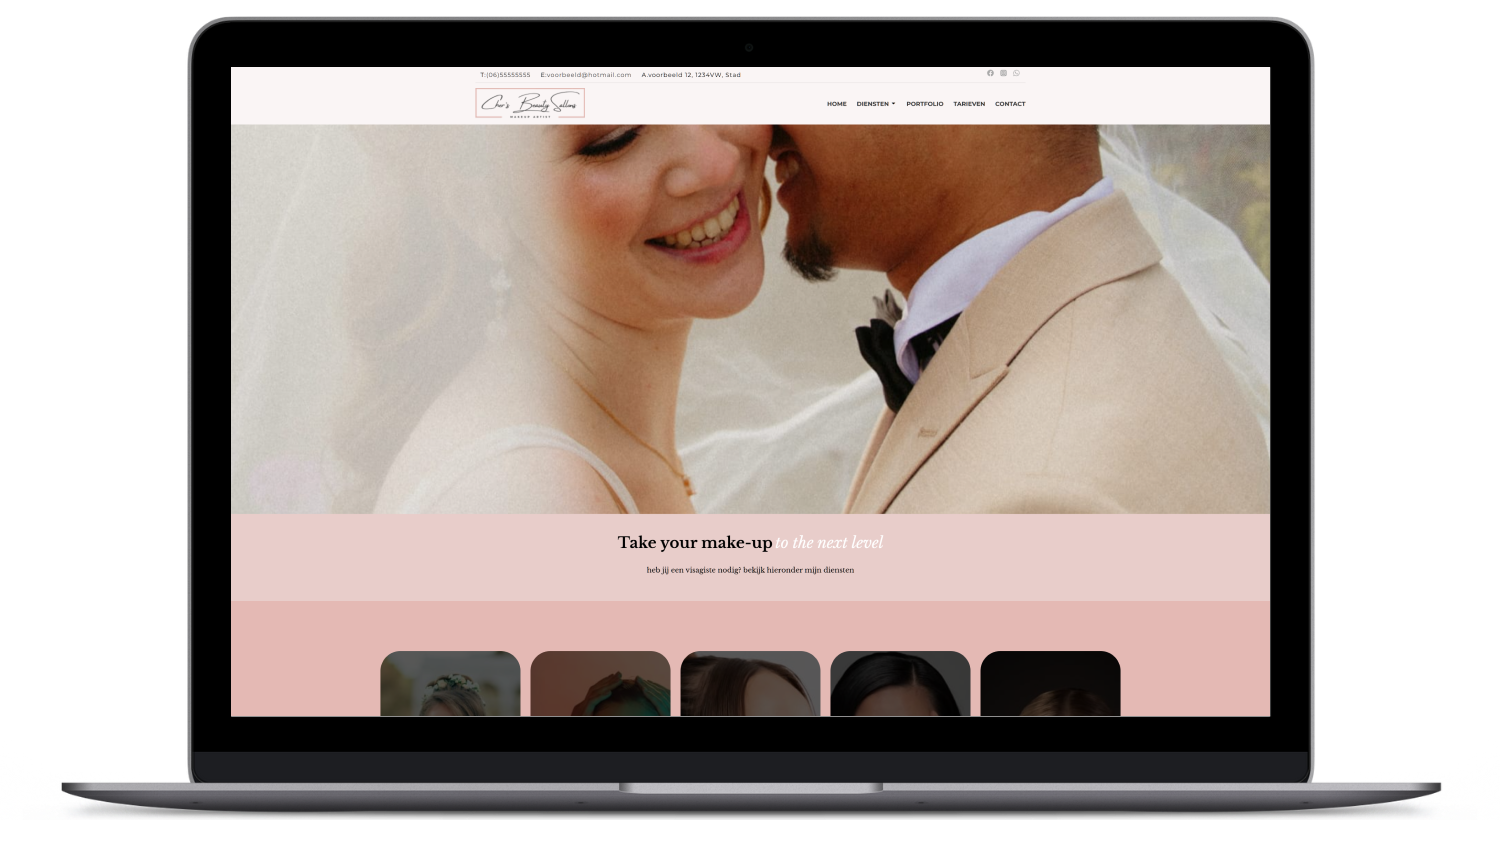 T:(06)55555555 E:voorbeeld@hotmail.com A.voorbeeld 12, 1234VW, Stad
Cher's Beauty Sallons
MAKEUP ARTIST
HOME DIENSTEN PORTFOLIO TARIEVEN CONTACT
Take your make-up to the next level
heb jij een visagiste nodig? bekijk hieronder mijn diensten